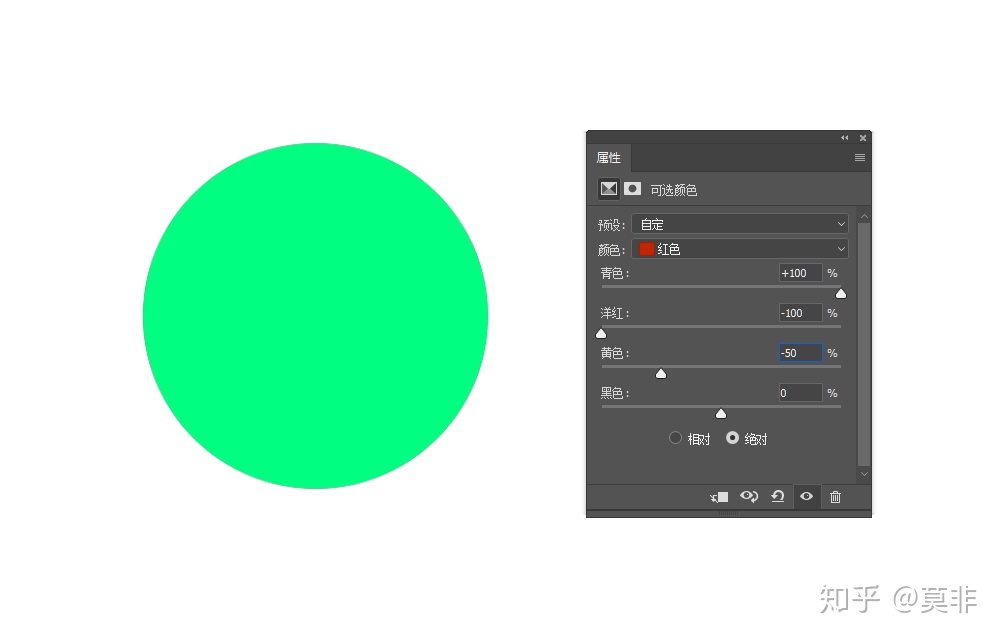 属性
可选颜色
预设: 自定
颜色: 红色
青色: +100 %
洋红: -100 %
黄色: -50 %
黑色: 0 %
相对 绝对
知乎 @莫非